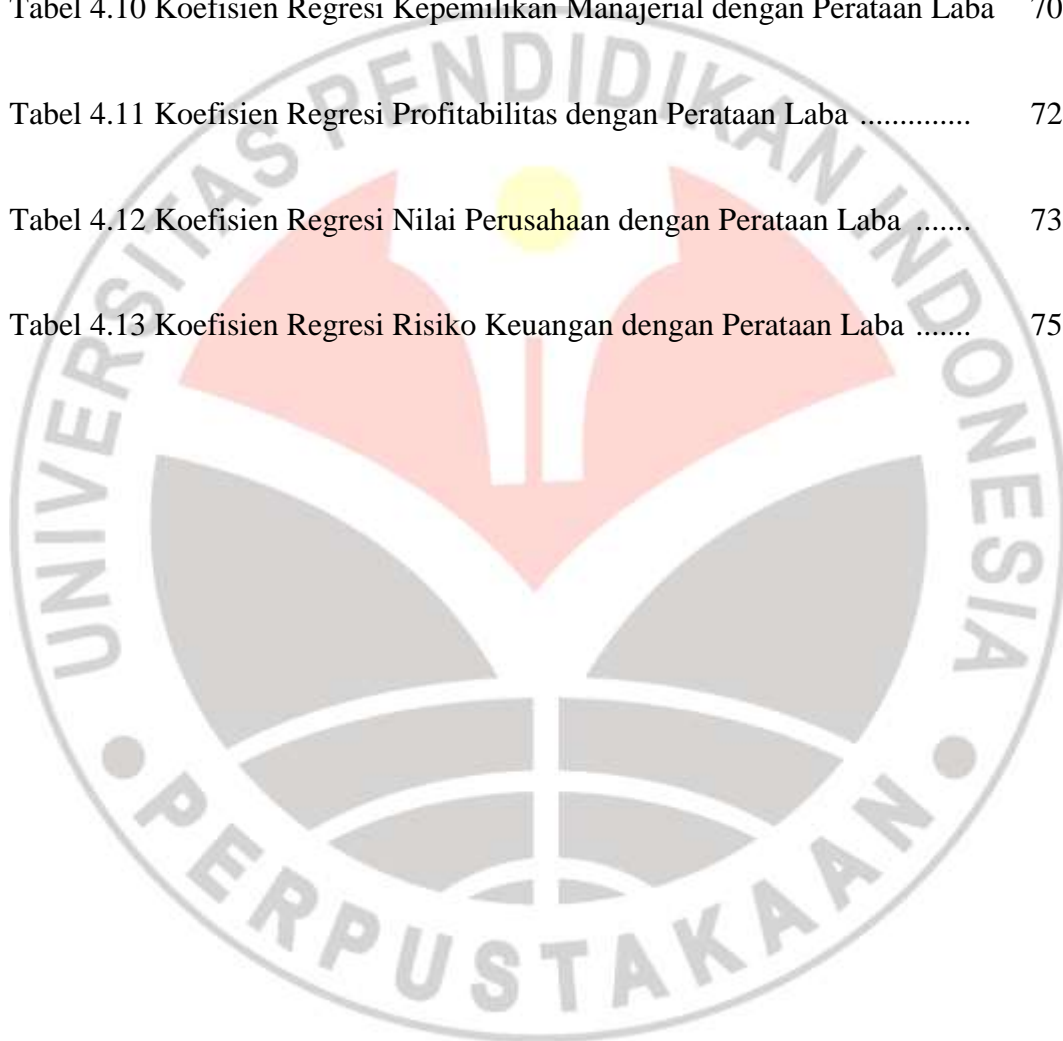 Tabel 4.10 Koefisien Regresi Kepemilikan Manajerial dengan Perataan Laba 70
Tabel 4.11 Koefisien Regresi Profitabilitas dengan Perataan Laba .............. 72
Tabel 4.12 Koefisien Regresi Nilai Perusahaan dengan Perataan Laba ....... 73
Tabel 4.13 Koefisien Regresi Risiko Keuangan dengan Perataan Laba ....... 75
UNIVERSITAS PENDIDIKAN INDONESIA
PERPUSTAKAAN